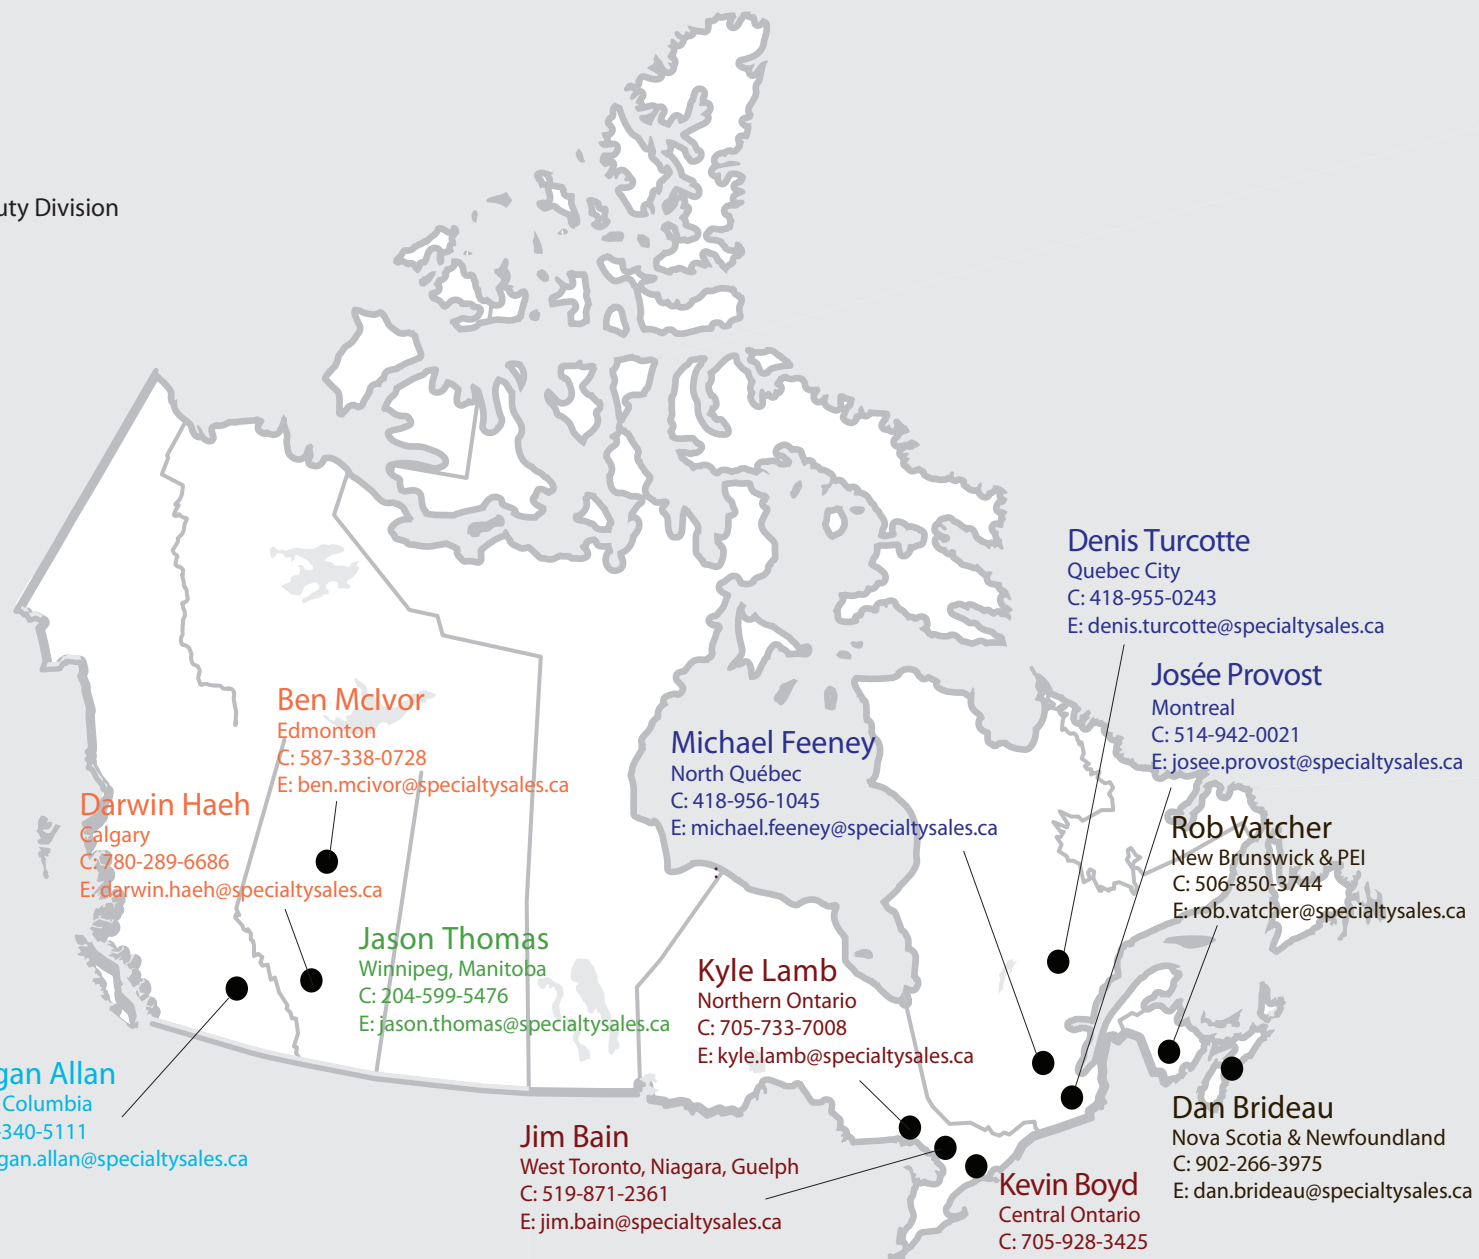 uty Division
Denis Turcotte
Quebec City
C: 418-955-0243
E: denis.turcotte@specialtysales.ca
Josée Provost
Montreal
C: 514-942-0021
E: josee.provost@specialtysales.ca
Ben McIvor
Edmonton
C: 587-338-0728
E: ben.mcivor@specialtysales.ca
Michael Feeney
North Québec
C: 418-956-1045
E: michael.feeney@specialtysales.ca
Darwin Haeh
Calgary
C: 780-289-6686
E: darwin.haeh@specialtysales.ca
Rob Vatcher
New Brunswick & PEI
C: 506-850-3744
E: rob.vatcher@specialtysales.ca
Jason Thomas
Winnipeg, Manitoba
C: 204-599-5476
E: jason.thomas@specialtysales.ca
Kyle Lamb
Northern Ontario
C: 705-733-7008
E: kyle.lamb@specialtysales.ca
gan Allan
Columbia
-340-5111
gan.allan@specialtysales.ca
Jim Bain
West Toronto, Niagara, Guelph
C: 519-871-2361
E: jim.bain@specialtysales.ca
Dan Brideau
Nova Scotia & Newfoundland
C: 902-266-3975
E: dan.brideau@specialtysales.ca
Kevin Boyd
Central Ontario
C: 705-928-3425